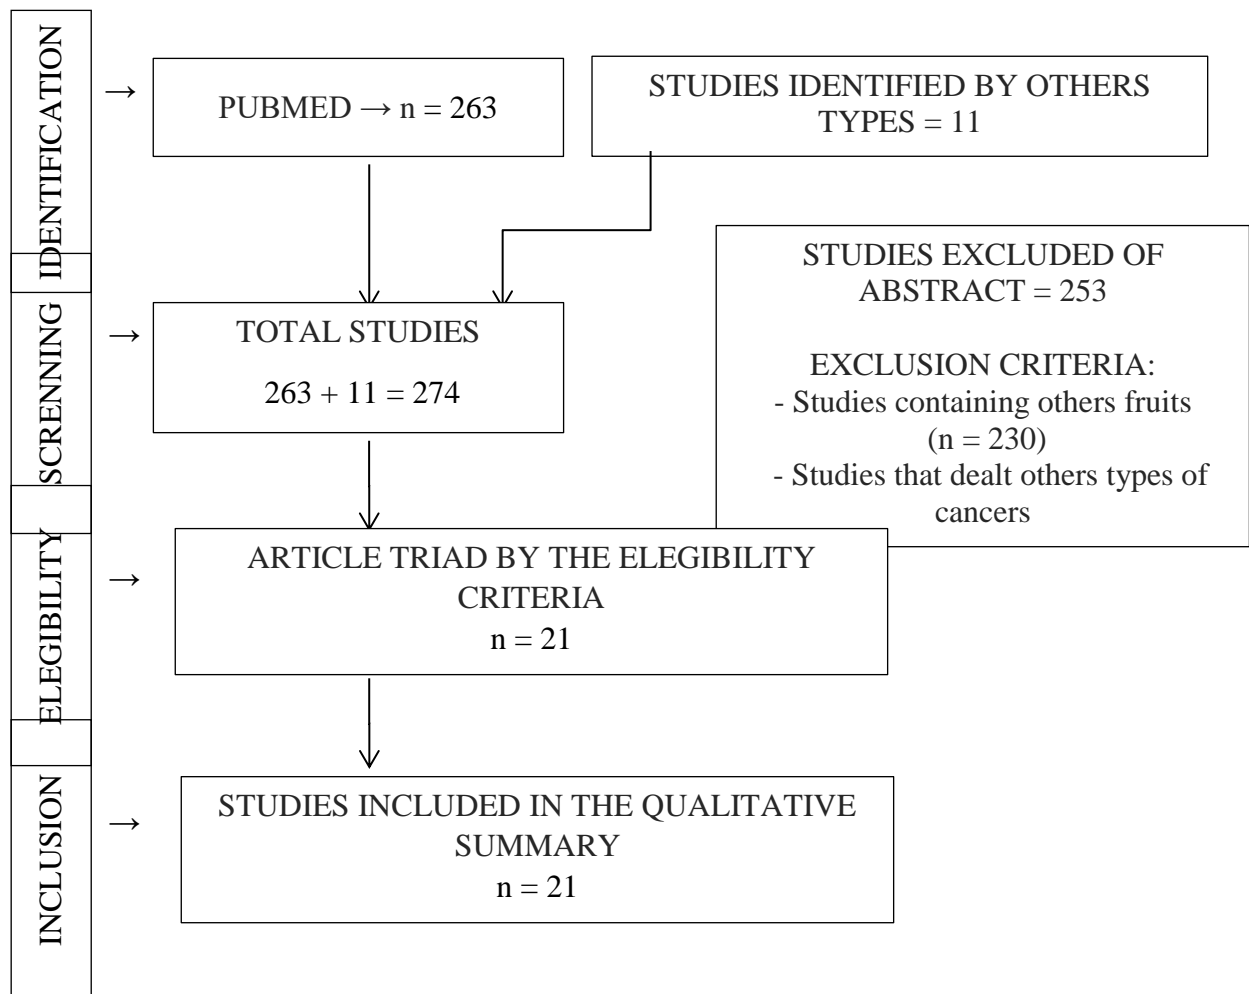 IDENTIFICATION
→
PUBMED → n = 263
STUDIES IDENTIFIED BY OTHERS
TYPES = 11
STUDIES EXCLUDED OF
ABSTRACT = 253
EXCLUSION CRITERIA:
- Studies containing others fruits
(n = 230)
- Studies that dealt others types of
cancers
SCRENNING
→
TOTAL STUDIES
263 + 11 = 274
ELEGIBILITY
→
ARTICLE TRIAD BY THE ELEGIBILITY
CRITERIA
n = 21
INCLUSION
→
STUDIES INCLUDED IN THE QUALITATIVE
SUMMARY
n = 21